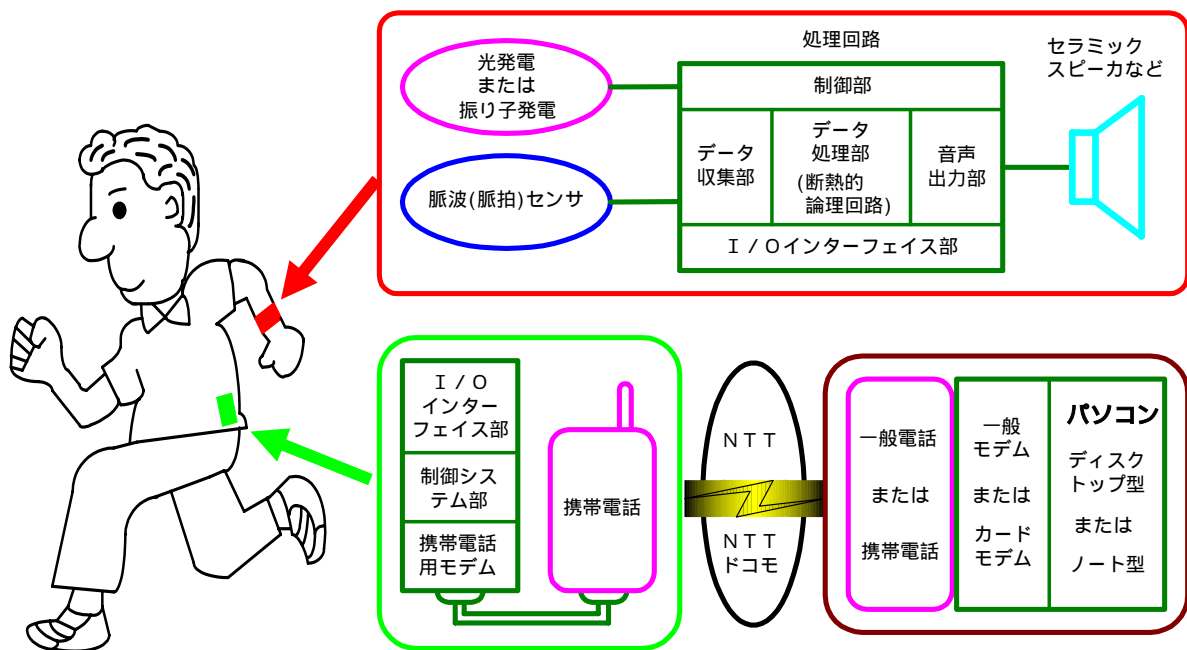 処理回路
光発電
または
振り子発電
脈波(脈拍)センサ
制御部
データ
収集部
データ
処理部
(断熱的
論理回路)
音声
出力部
Ｉ／Ｏインターフェイス部
セラミック
スピーカなど
Ｉ／Ｏ
インター
フェイス部
制御シス
テム部
携帯電話
用モデム
携帯電話
ＮＴＴ
ＮＴＴ
ドコモ
一般電話
または
携帯電話
一般
モデム
または
カード
モデム
パソコン
ディスク
トップ型
または
ノート型